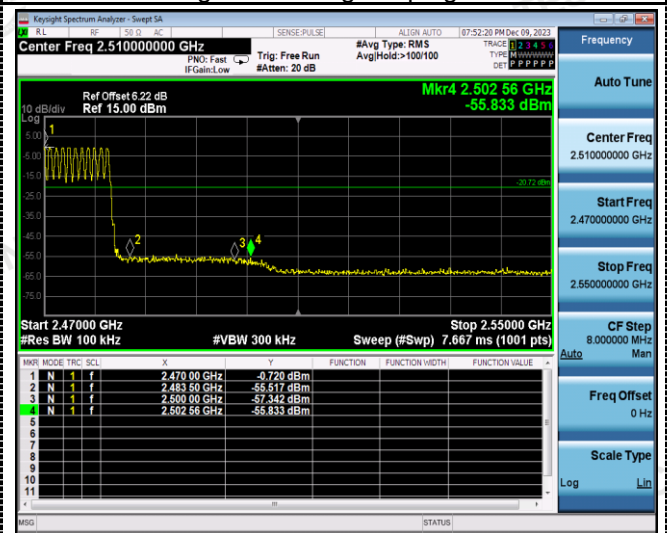 Keysight Spectrum Analyzer - Swept SA
RL RF 50 Ω AC SENSE:PULSE ALIGN AUTO 07:52:20 PM Dec 09, 2023
Center Freq 2.510000000 GHz
PNO: Fast
IFGain:Low
Trig: Free Run
#Atten: 20 dB
#Avg Type: RMS
Avg|Hold:>100/100
TRACE 1 2 3 4 5 6
TYPE M WWWWW
DET P P P P P P
Frequency
Auto Tune
Center Freq
2.510000000 GHz
Start Freq
2.470000000 GHz
Stop Freq
2.550000000 GHz
CF Step
8.000000 MHz
Auto Man
Freq Offset
0 Hz
Scale Type
Log Lin
Mkr4 2.502 56 GHz
-55.833 dBm
Ref Offset 6.22 dB
10 dB/div Ref 15.00 dBm
Log
5.00
-5.00
-15.0
-25.0
-35.0
-45.0
-55.0
-65.0
-75.0
1
2
3
4
-20.72 dBm
Start 2.47000 GHz Stop 2.55000 GHz
#Res BW 100 kHz #VBW 300 kHz Sweep (#Swp) 7.667 ms (1001 pts)
MKR MODE TRC SCL X Y FUNCTION FUNCTION WIDTH FUNCTION VALUE
1 N 1 f 2.470 00 GHz -0.720 dBm
2 N 1 f 2.483 50 GHz -55.517 dBm
3 N 1 f 2.500 00 GHz -57.342 dBm
4 N 1 f 2.502 56 GHz -55.833 dBm
5
6
7
8
9
10
11
MSG STATUS